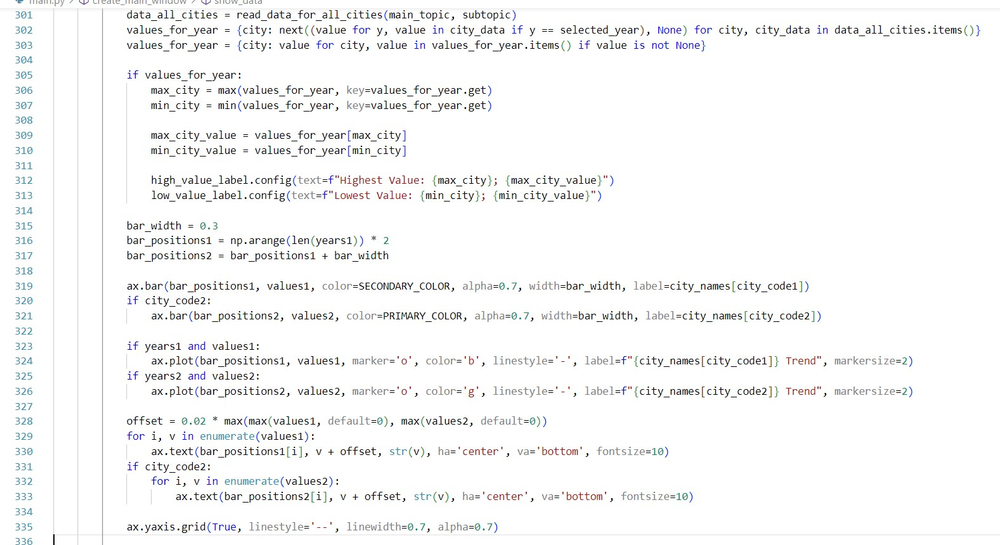 main.py > create_main_window > show_data
301 data_all_cities = read_data_for_all_cities(main_topic, subtopic)
302 values_for_year = {city: next((value for y, value in city_data if y == selected_year), None) for city, city_data in data_all_cities.items()}
303 values_for_year = {city: value for city, value in values_for_year.items() if value is not None}
304
305 if values_for_year:
306 max_city = max(values_for_year, key=values_for_year.get)
307 min_city = min(values_for_year, key=values_for_year.get)
308
309 max_city_value = values_for_year[max_city]
310 min_city_value = values_for_year[min_city]
311
312 high_value_label.config(text=f"Highest Value: {max_city}; {max_city_value}")
313 low_value_label.config(text=f"Lowest Value: {min_city}; {min_city_value}")
314
315 bar_width = 0.3
316 bar_positions1 = np.arange(len(years1)) * 2
317 bar_positions2 = bar_positions1 + bar_width
318
319 ax.bar(bar_positions1, values1, color=SECONDARY_COLOR, alpha=0.7, width=bar_width, label=city_names[city_code1])
320 if city_code2:
321 ax.bar(bar_positions2, values2, color=PRIMARY_COLOR, alpha=0.7, width=bar_width, label=city_names[city_code2])
322
323 if years1 and values1:
324 ax.plot(bar_positions1, values1, marker='o', color='b', linestyle='-', label=f"{city_names[city_code1]} Trend", markersize=2)
325 if years2 and values2:
326 ax.plot(bar_positions2, values2, marker='o', color='g', linestyle='-', label=f"{city_names[city_code2]} Trend", markersize=2)
327
328 offset = 0.02 * max(max(values1, default=0), max(values2, default=0))
329 for i, v in enumerate(values1):
330 ax.text(bar_positions1[i], v + offset, str(v), ha='center', va='bottom', fontsize=10)
331 if city_code2:
332 for i, v in enumerate(values2):
333 ax.text(bar_positions2[i], v + offset, str(v), ha='center', va='bottom', fontsize=10)
334
335 ax.yaxis.grid(True, linestyle='--', linewidth=0.7, alpha=0.7)
336